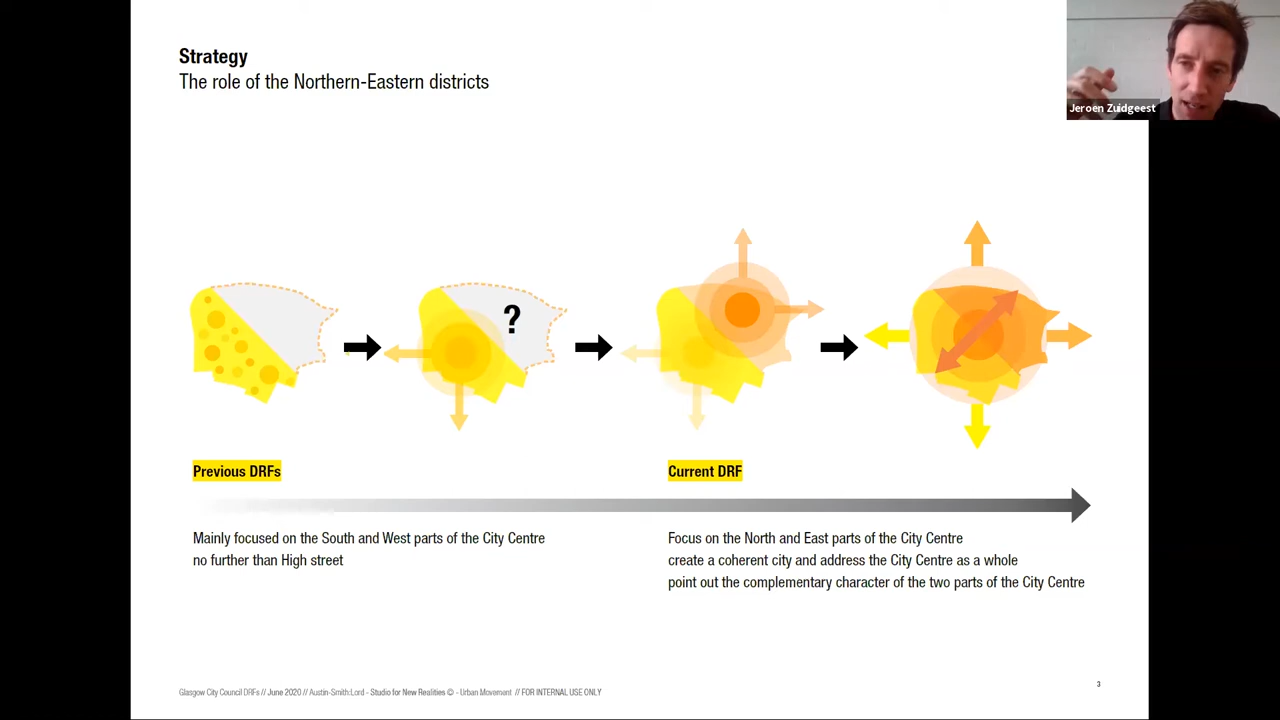 Strategy
The role of the Northern-Eastern districts
Jeroen Zuidgeest
?
Previous DRFs
Current DRF
Mainly focused on the South and West parts of the City Centre
no further than High street
Focus on the North and East parts of the City Centre
create a coherent city and address the City Centre as a whole
point out the complementary character of the two parts of the City Centre
Glasgow City Council DRFs // June 2020 // Austin-Smith:Lord - Studio for New Realities © - Urban Movement // FOR INTERNAL USE ONLY
3